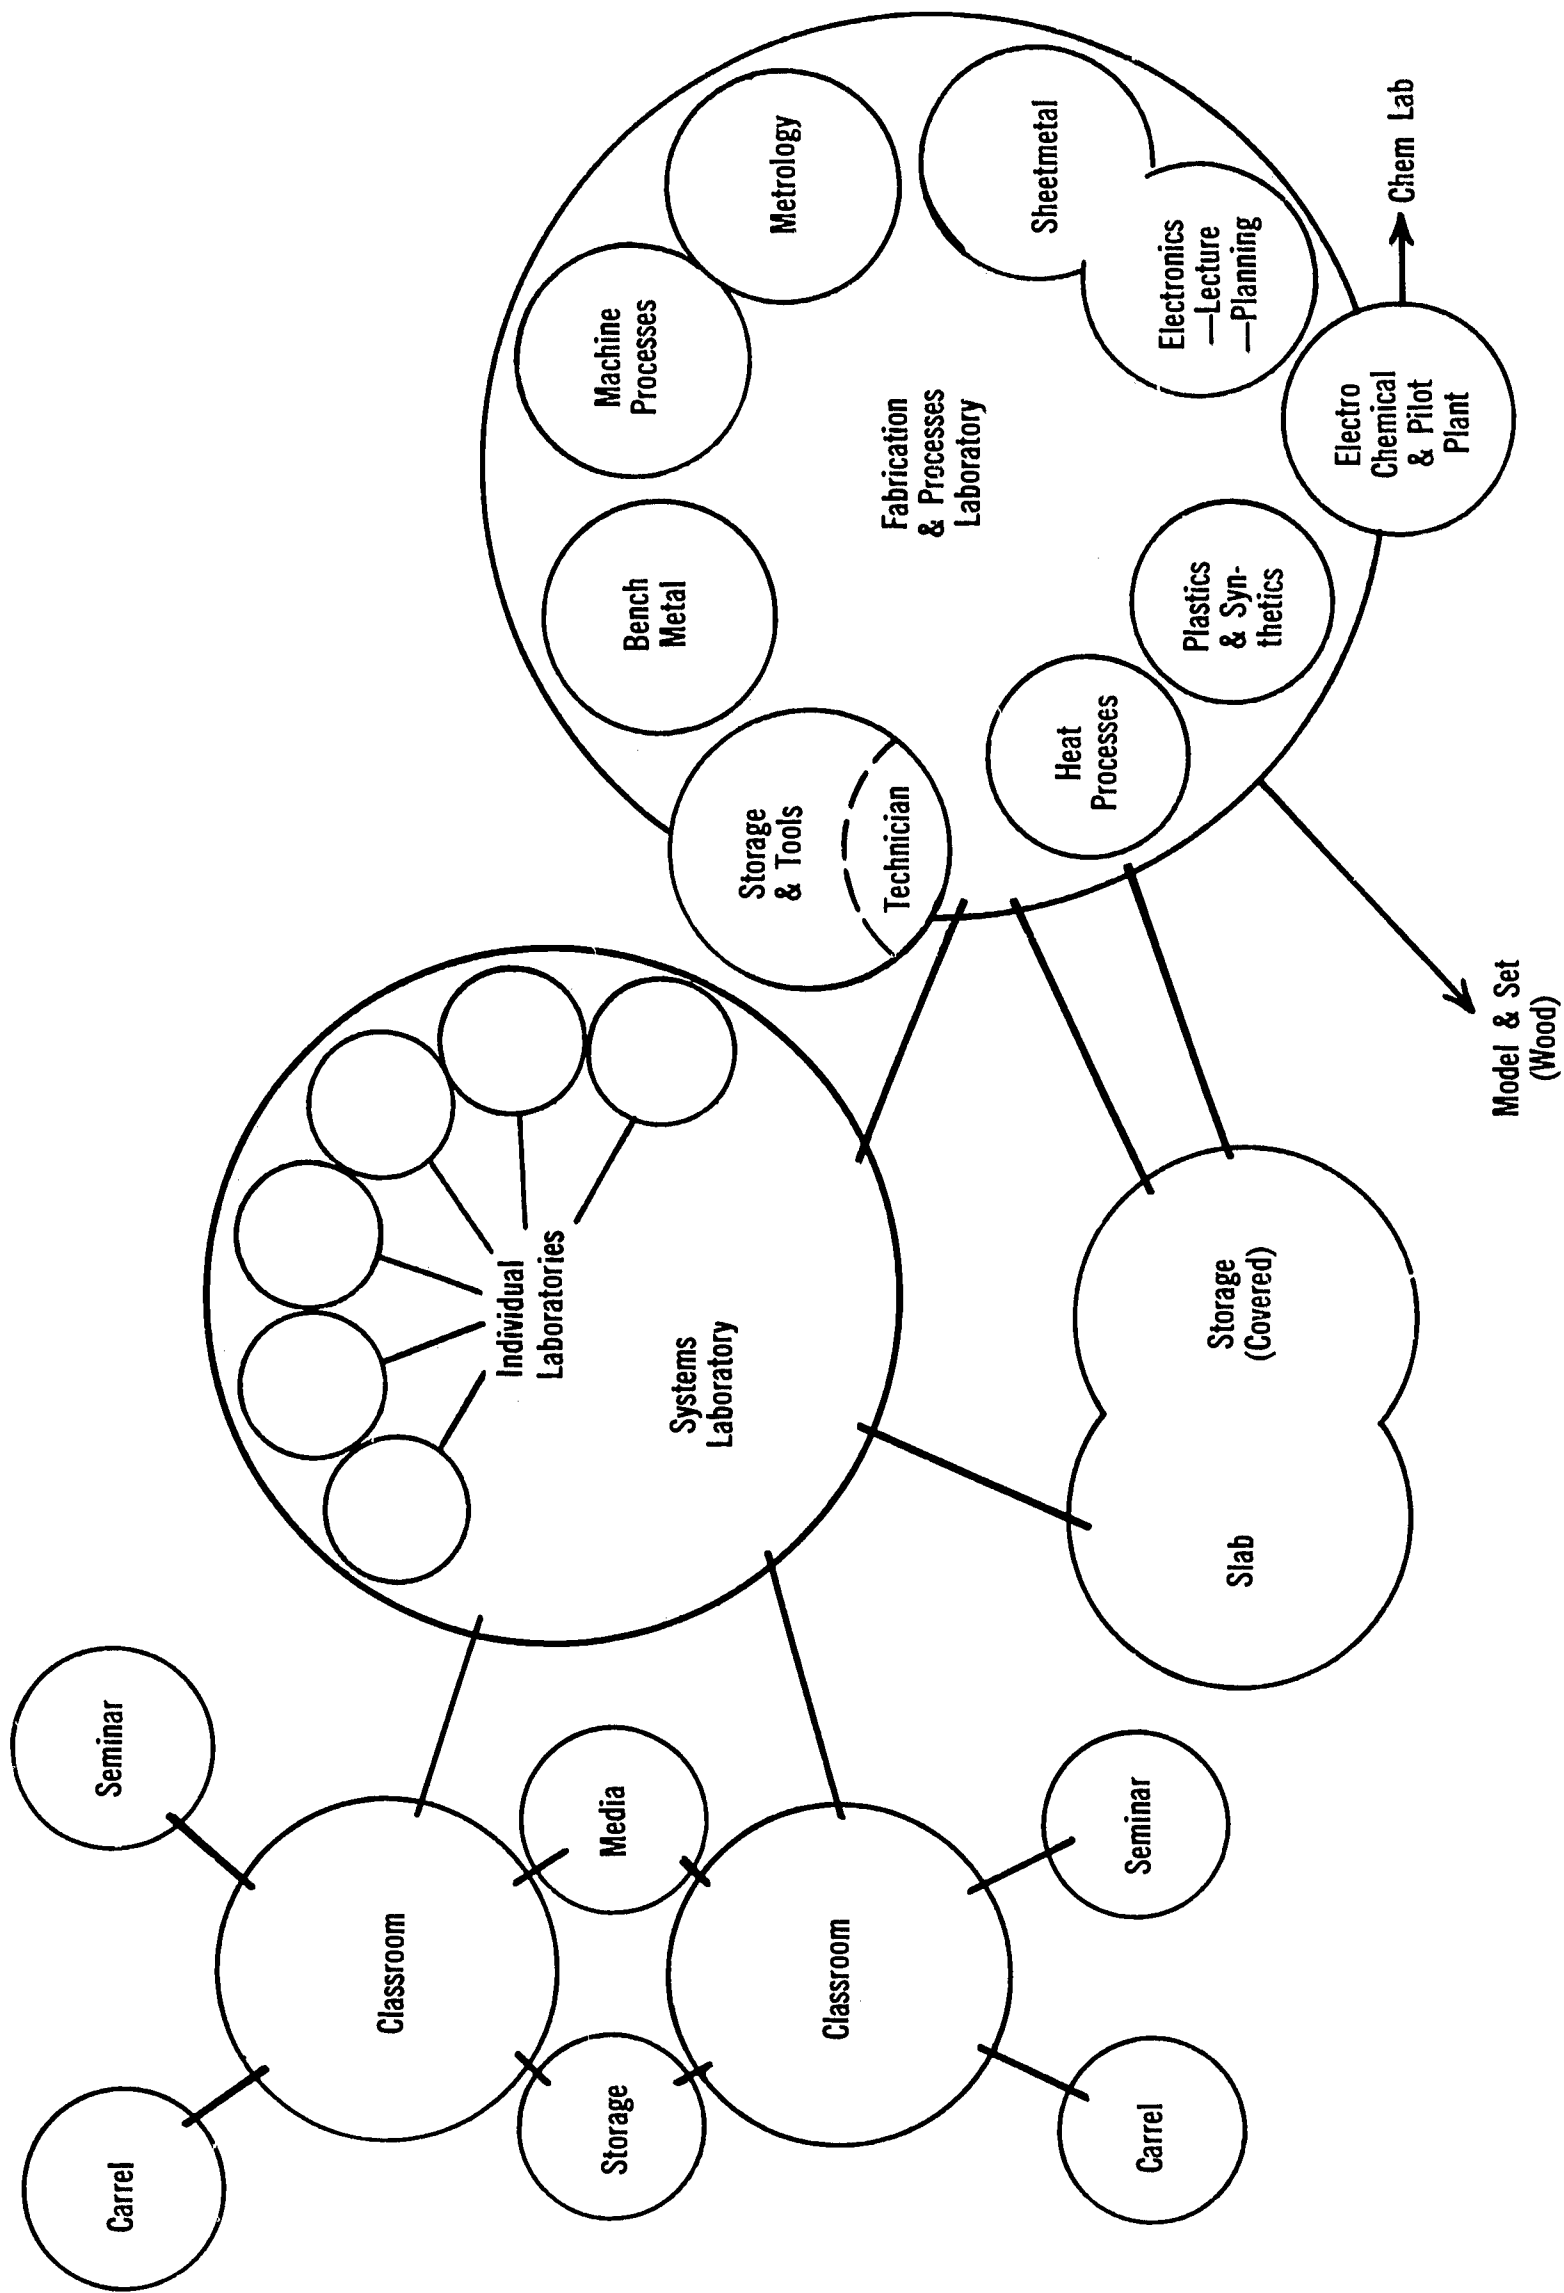 Carrel
Seminar
Classroom
Storage
Media
Classroom
Carrel
Seminar
Individual
Laboratories
Systems
Laboratory
Slab
Storage
(Covered)
Storage
& Tools
Technician
Bench
Metal
Machine
Processes
Metrology
Fabrication
& Processes
Laboratory
Sheetmetal
Electronics
—Lecture
—Planning
Heat
Processes
Plastics
& Syn-
thetics
Electro
Chemical
& Pilot
Plant
Chem Lab
Model & Set
(Wood)